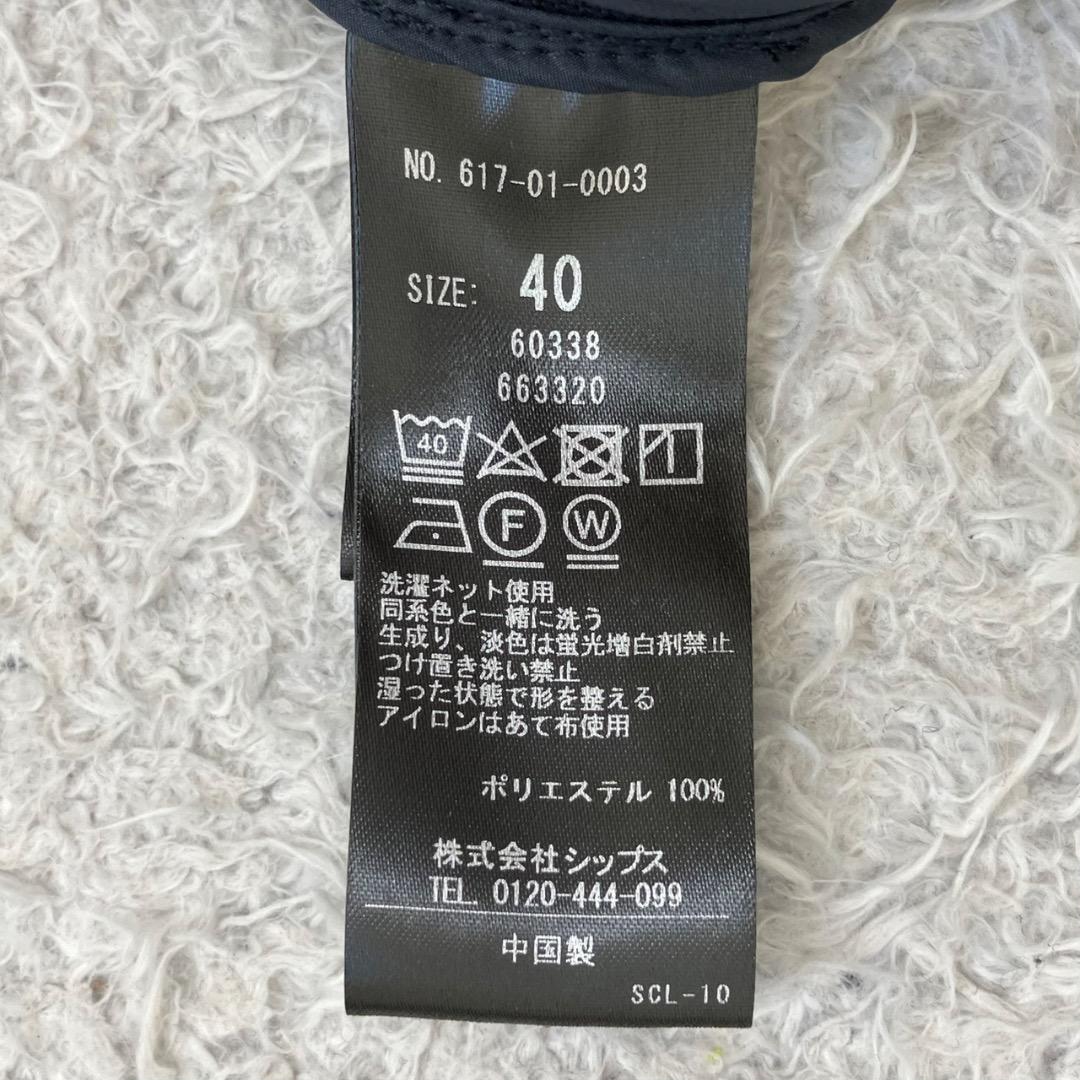 NO. 617-01-0003
SIZE: 40
60338
663320
40
F W
洗濯ネット使用
同系色と一緒に洗う
生成り、淡色は蛍光増白剤禁止
つけ置き洗い禁止
湿った状態で形を整える
アイロンはあて布使用
ポリエステル 100%
株式会社シップス
TEL. 0120-444-099
中国製
SCL-10